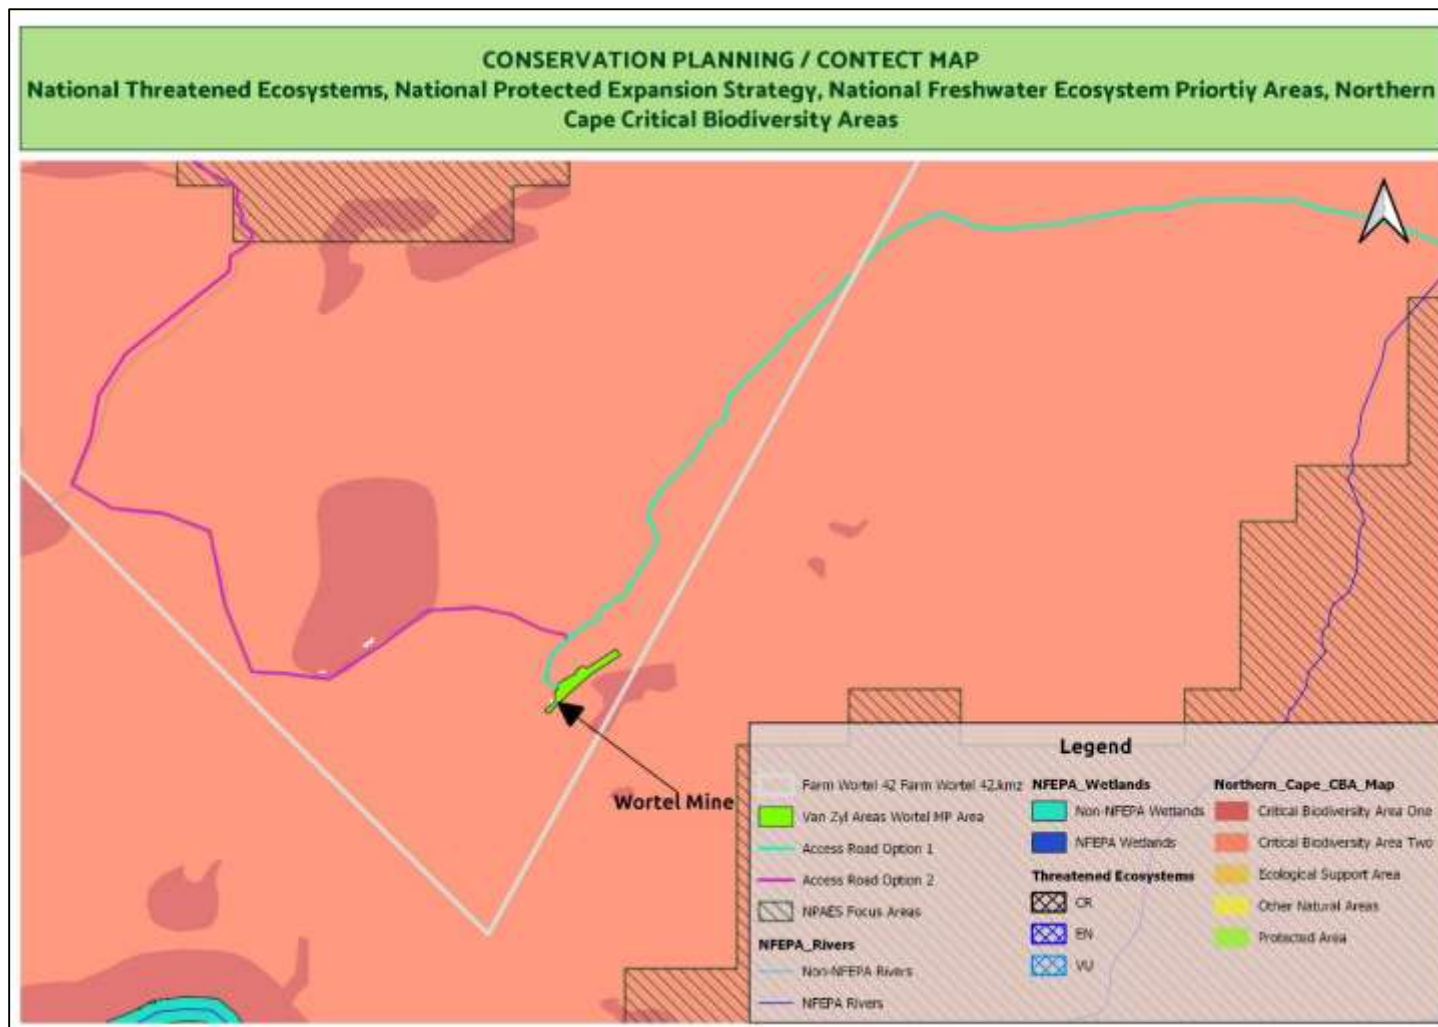 CONSERVATION PLANNING / CONTECT MAP
National Threatened Ecosystems, National Protected Expansion Strategy, National Freshwater Ecosystem Priortiy Areas, Northern
Cape Critical Biodiversity Areas
Wortel Mine
Legend
Farm Wortel 42 Farm Wortel 42.kmz
Van Zyl Areas Wortel MP Area
Access Road Option 1
Access Road Option 2
NPAES Focus Areas
NFEPA_Rivers
Non-NFEPA Rivers
NFEPA Rivers
NFEPA_Wetlands
Non-NFEPA Wetlands
NFEPA Wetlands
Threatened Ecosystems
CR
EN
VU
Northern_Cape_CBA_Map
Critical Biodiversity Area One
Critical Biodiversity Area Two
Ecological Support Area
Other Natural Areas
Protected Area